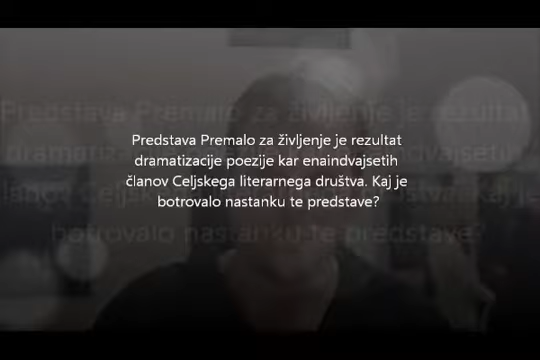 Predstava Premalo za življenje je rezultat
dramatizacije poezije kar enaindvajsetih
članov Celjskega literarnega društva. Kaj je
botrovalo nastanku te predstave?